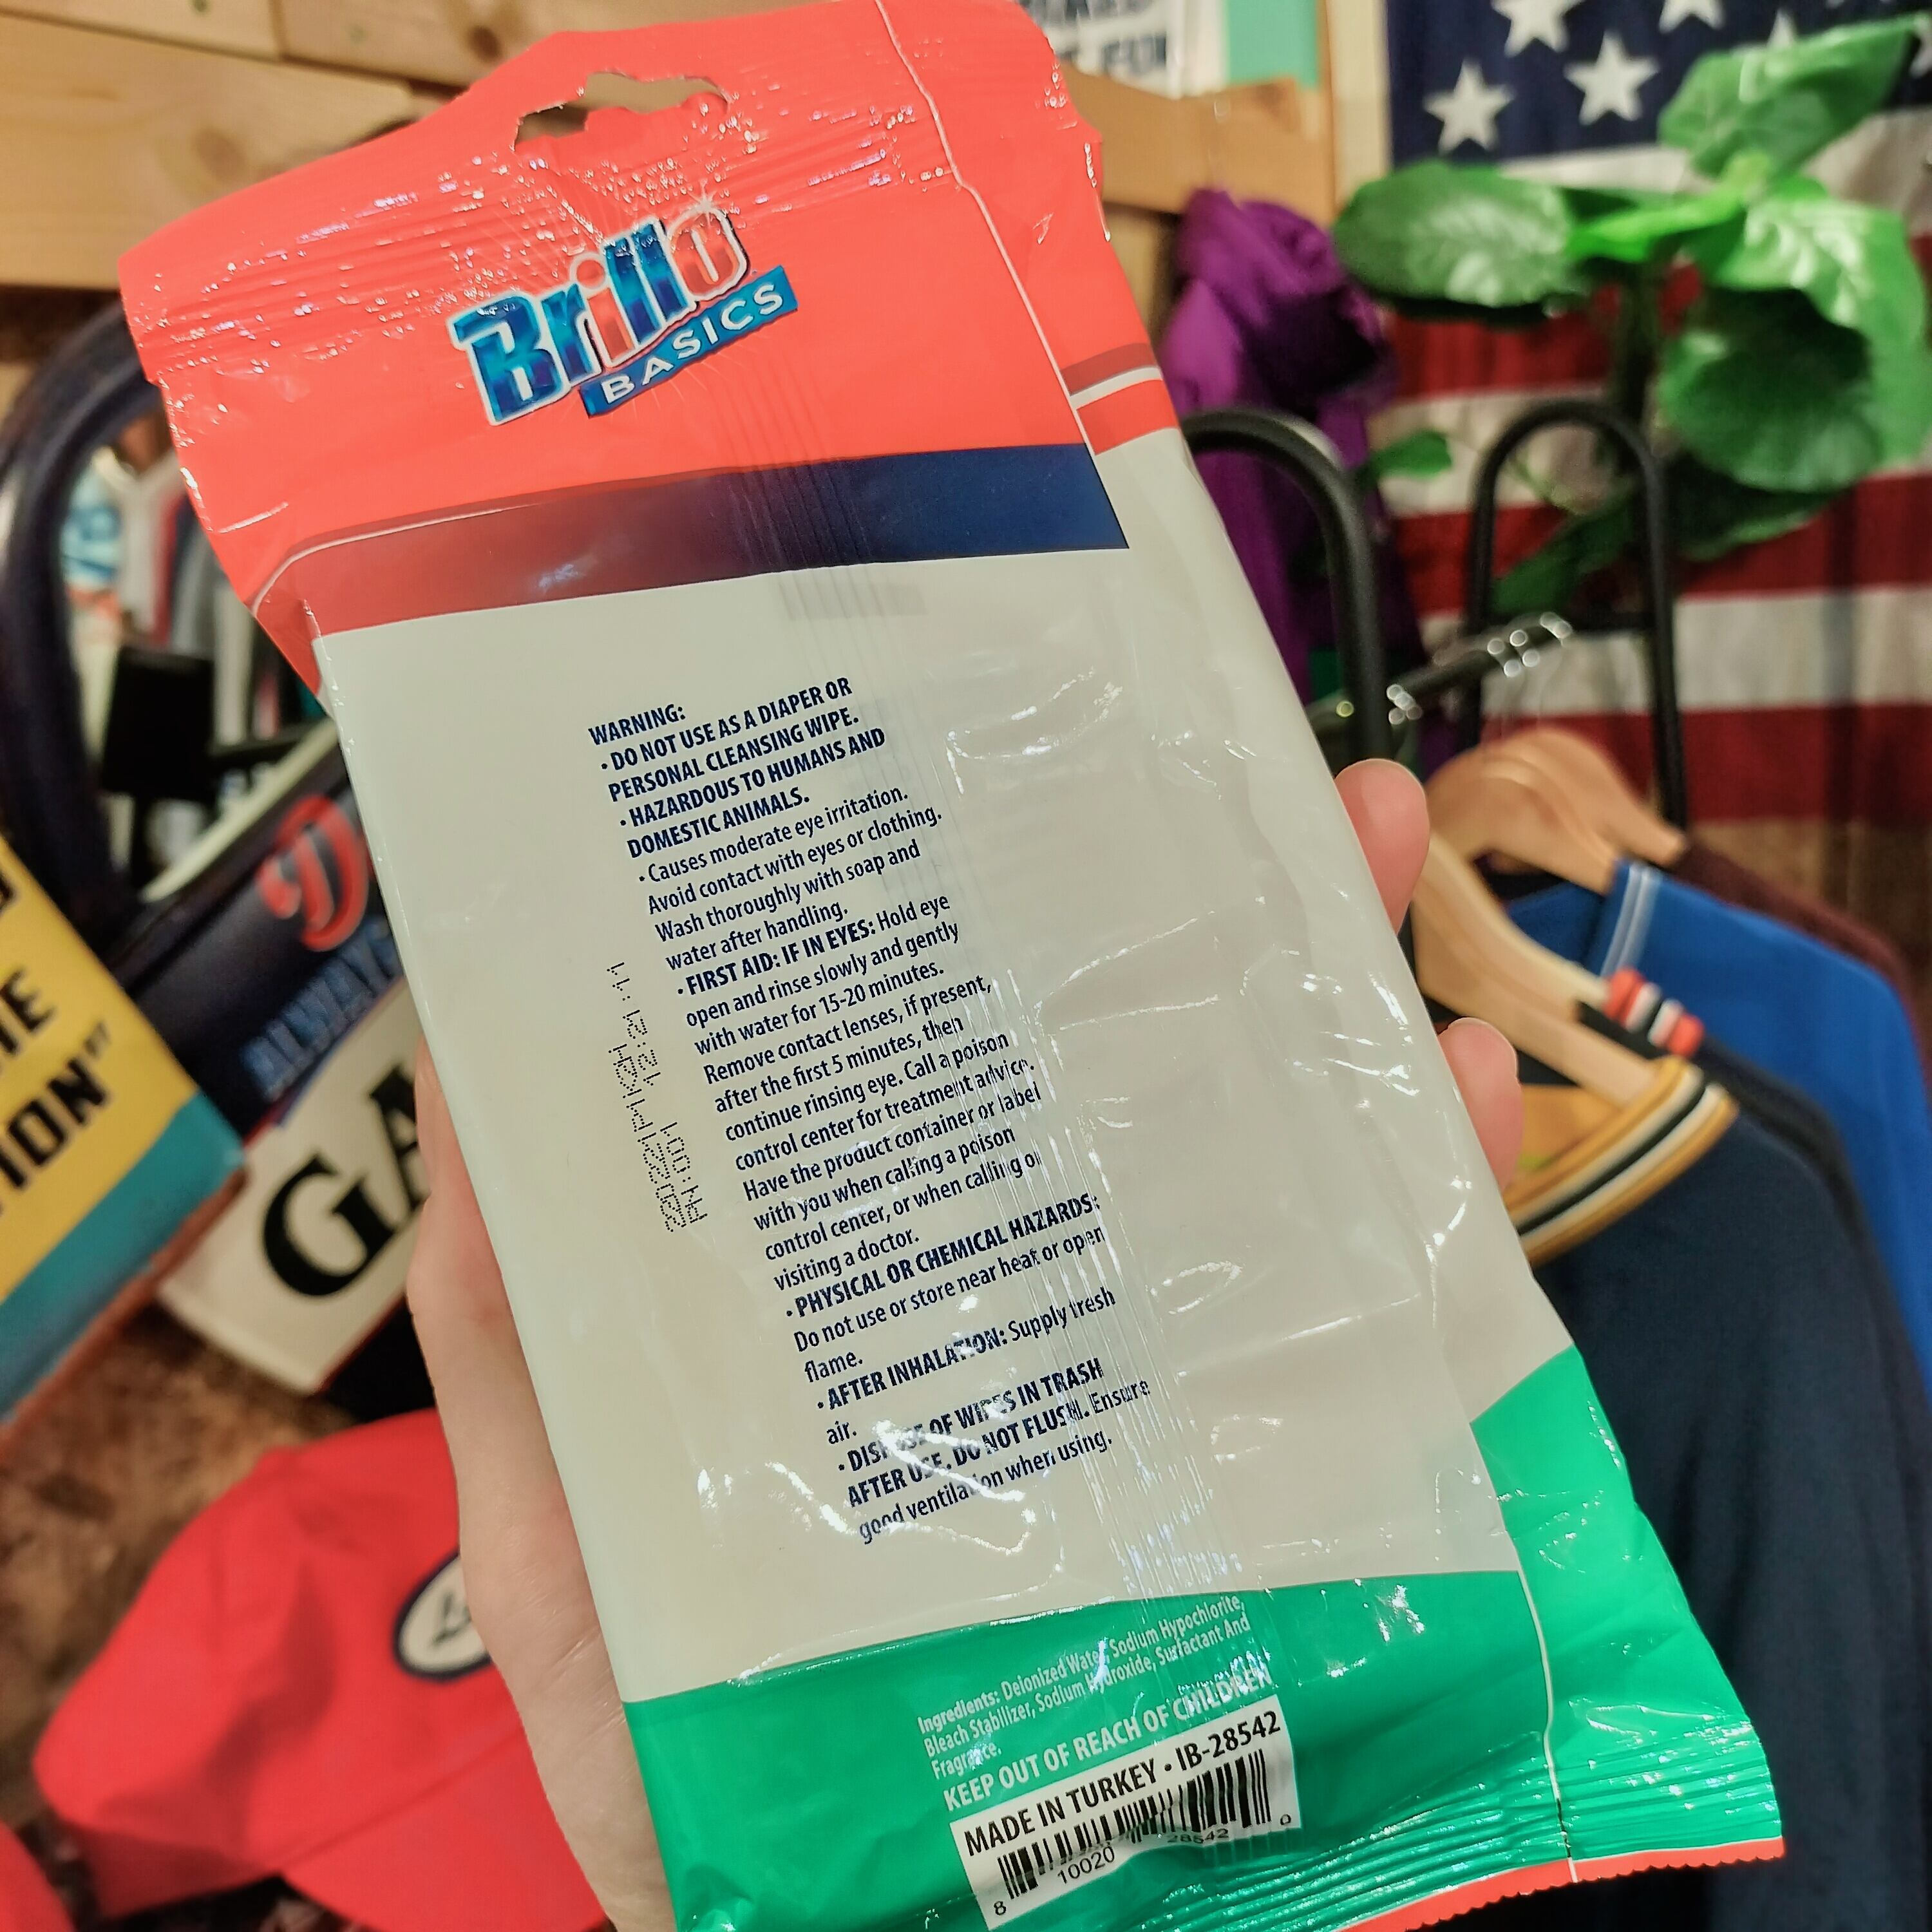 Brillo
BASICS
WARNING:
• DO NOT USE AS A DIAPER OR
PERSONAL CLEANSING WIPE.
• HAZARDOUS TO HUMANS AND
DOMESTIC ANIMALS.
• Causes moderate eye irritation.
Avoid contact with eyes or clothing.
Wash thoroughly with soap and
water after handling.
• FIRST AID: IF IN EYES: Hold eye
open and rinse slowly and gently
with water for 15-20 minutes.
Remove contact lenses, if present,
after the first 5 minutes, then
continue rinsing eye. Call a poison
control center for treatment advice.
Have the product container or label
with you when calling a poison
control center, or when calling or
visiting a doctor.
• PHYSICAL OR CHEMICAL HAZARDS:
Do not use or store near heat or open
flame.
• AFTER INHALATION: Supply fresh
air.
• DISPOSE OF WIPES IN TRASH
AFTER USE. DO NOT FLUSH. Ensure
good ventilation when using.
Ingredients: Deionized Water, Sodium Hypochlorite,
Bleach Stabilizer, Sodium Hydroxide, Surfactant And
Fragrance.
KEEP OUT OF REACH OF CHILDREN
MADE IN TURKEY • IB-28542
8 10020 28542 0
ALWAYS
GA
ION"